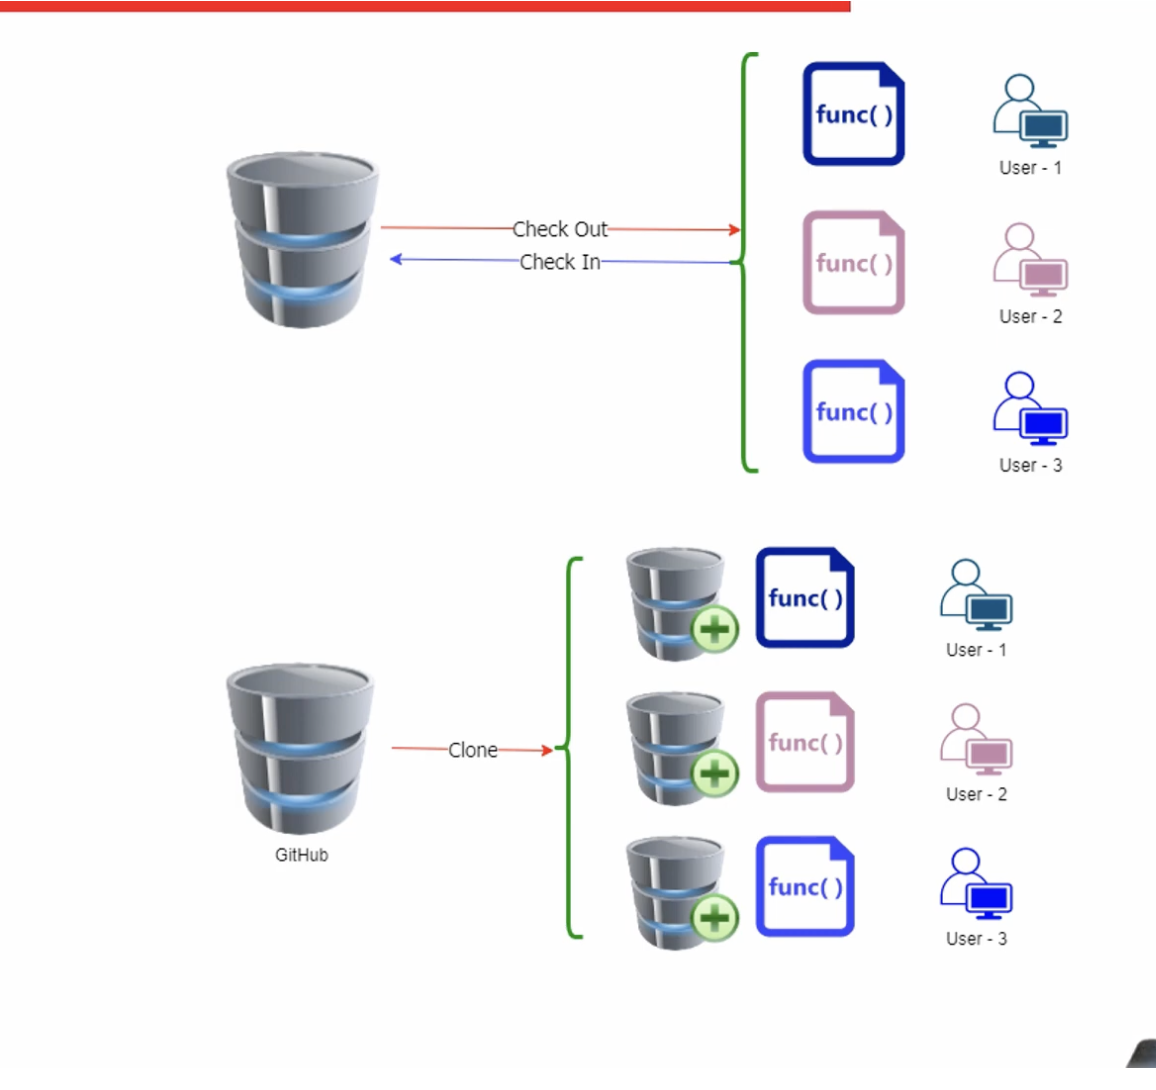 func( )
User - 1
Check Out
Check In
func( )
User - 2
func( )
User - 3
func( )
User - 1
Clone
func( )
User - 2
GitHub
func( )
User - 3